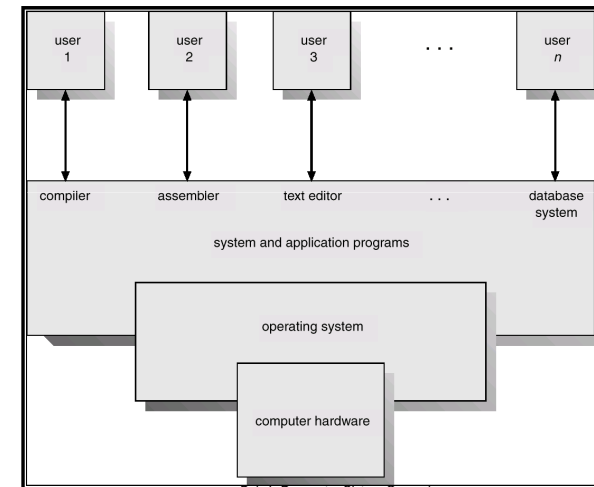 user user user . . . user
1 2 3 n
compiler assembler text editor . . . database
system
system and application programs
operating system
computer hardware